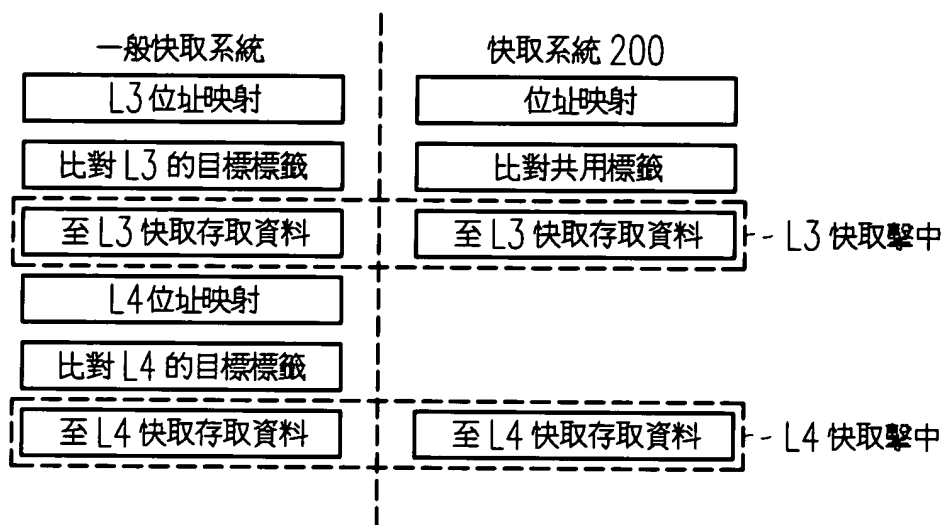 一般快取系統
L3位址映射
比對 L3 的目標標籤
至 L3 快取存取資料
L4位址映射
比對 L4 的目標標籤
至 L4 快取存取資料
快取系統 200
位址映射
比對共用標籤
至 L3 快取存取資料
至 L4 快取存取資料
L3 快取擊中
L4 快取擊中